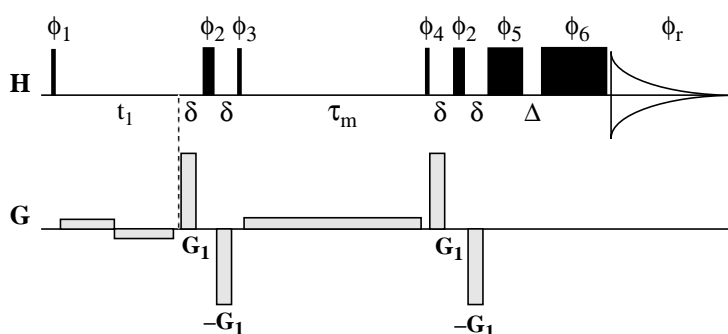 ϕ₁ ϕ₂ ϕ₃ ϕ₄ ϕ₂ ϕ₅ ϕ₆ ϕᵣ
H
t₁ δ δ τₘ δ δ Δ
G
G₁ G₁
–G₁ –G₁